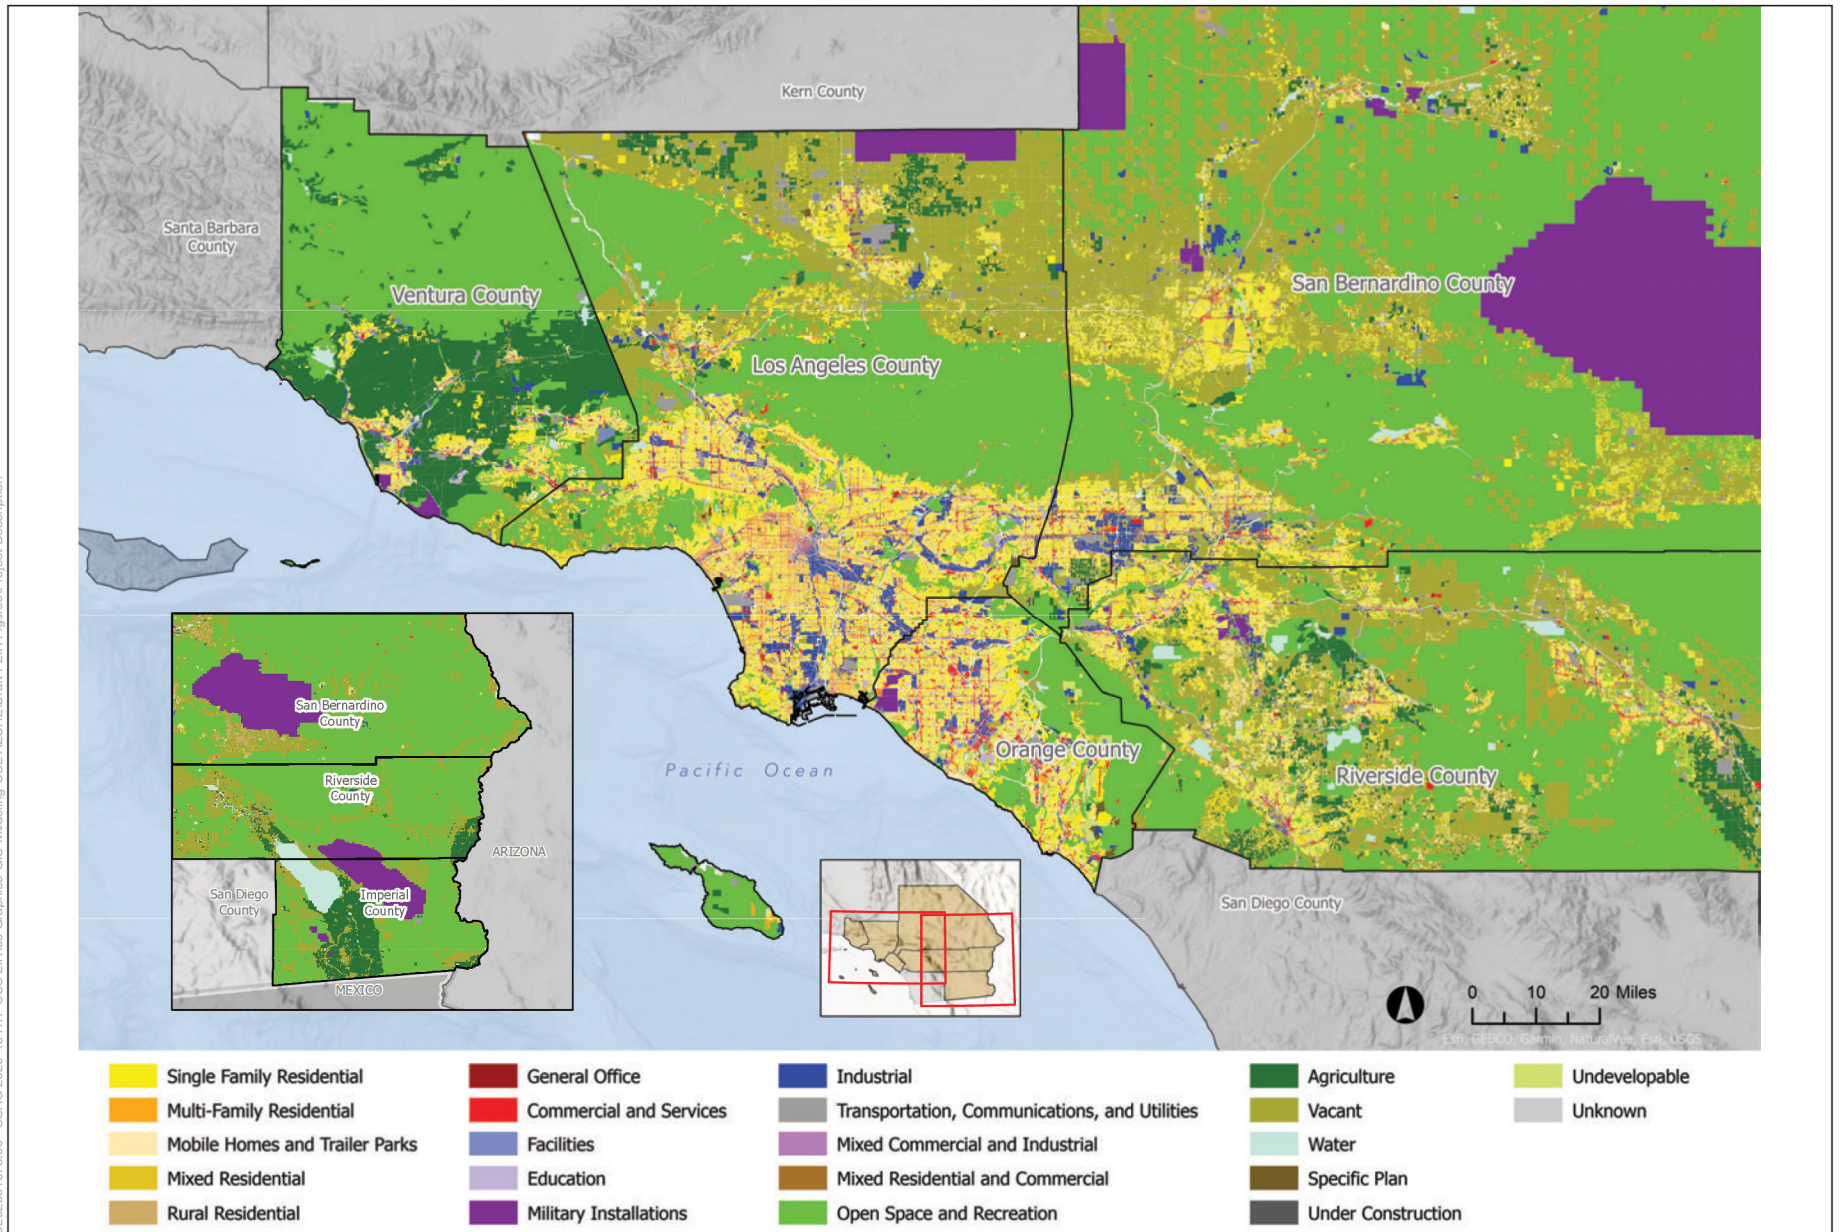 Kern County
Santa Barbara
County
Ventura County
San Bernardino County
Los Angeles County
San Bernardino
County
Riverside
County
ARIZONA
San Diego
County
Imperial
County
MEXICO
Pacific Ocean
Orange County
Riverside County
San Diego County
0 10 20 Miles
Esri, GEBCO, Garmin, NaturalVue, Esri, USGS
Single Family Residential
Multi-Family Residential
Mobile Homes and Trailer Parks
Mixed Residential
Rural Residential
General Office
Commercial and Services
Facilities
Education
Military Installations
Industrial
Transportation, Communications, and Utilities
Mixed Commercial and Industrial
Mixed Residential and Commercial
Open Space and Recreation
Agriculture
Vacant
Water
Specific Plan
Under Construction
Undevelopable
Unknown